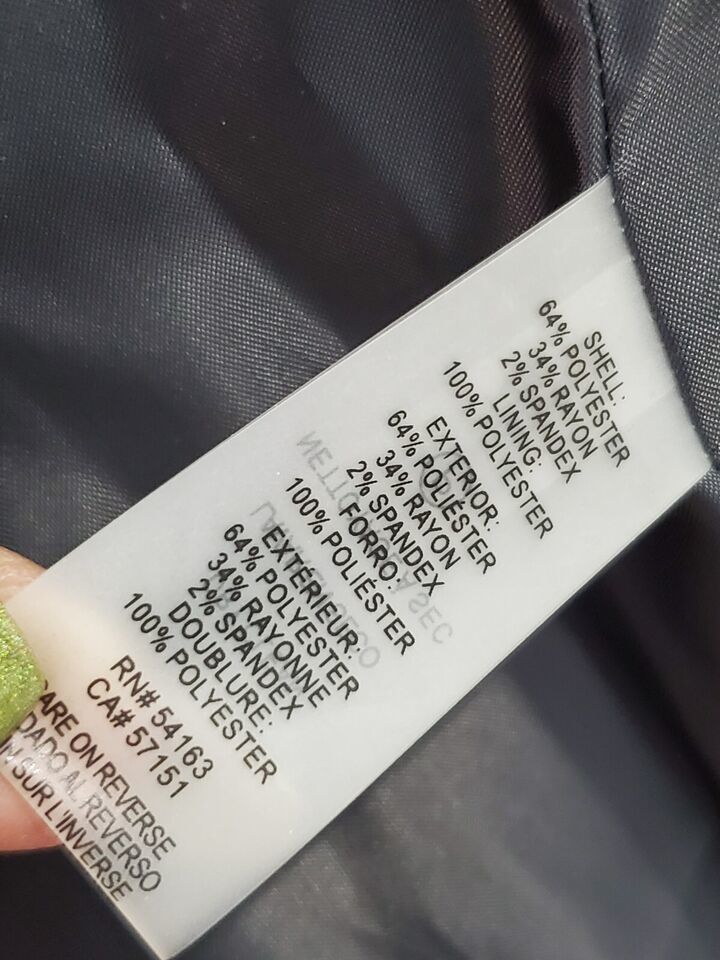 SHELL:
64% POLYESTER
34% RAYON
2% SPANDEX
LINING:
100% POLYESTER
EXTERIOR:
64% POLIÉSTER
34% RAYON
2% SPANDEX
FORRO:
100% POLIÉSTER
EXTÉRIEUR:
64% POLYESTER
34% RAYONNE
2% SPANDEX
DOUBLURE:
100% POLYESTER
RN# 54163
CA# 57151
ON REVERSE
AL REVERSO
SUR L'INVERSE